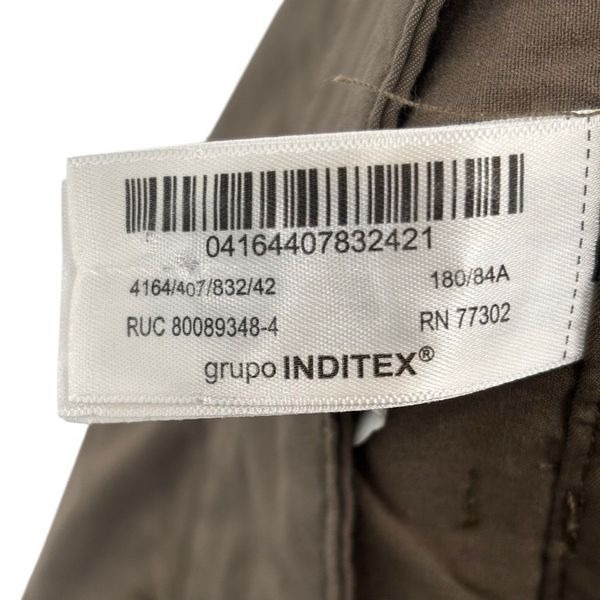 04164407832421
4164/407/832/42 180/84A
RUC 80089348-4 RN 77302
grupo INDITEX®